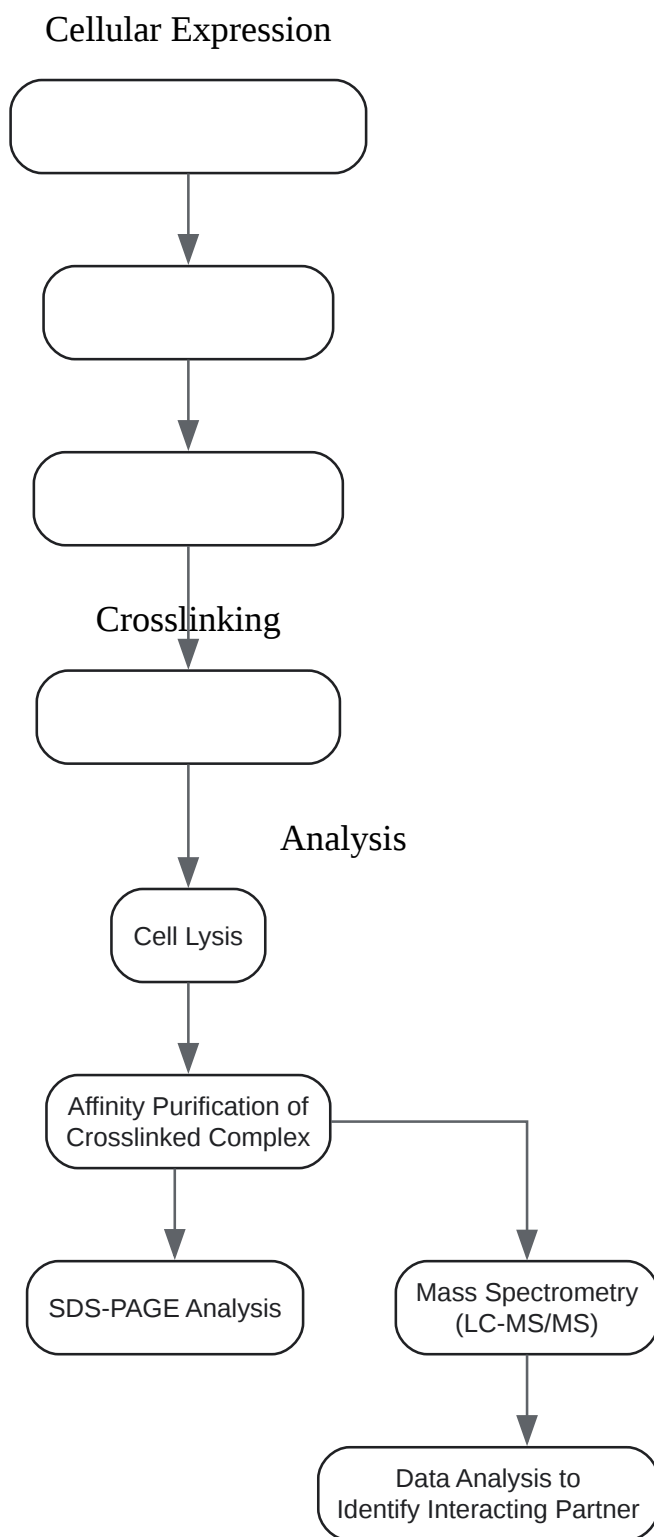 Cellular Expression
Crosslinking
Analysis
Cell Lysis
Affinity Purification of
Crosslinked Complex
SDS-PAGE Analysis
Mass Spectrometry
(LC-MS/MS)
Data Analysis to
Identify Interacting Partner